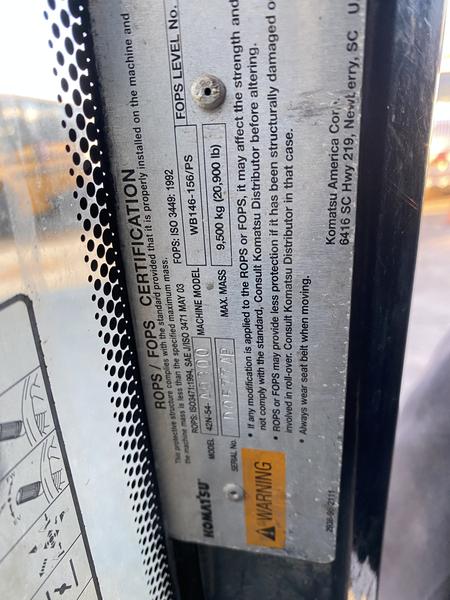 ROPS / FOPS CERTIFICATION
This protective structure complies with the standard provided that it is properly installed on the machine and
the machine mass is less than the specified maximum mass.
ROPS: ISO3471:1994, SAE J/ISO 3471 MAY 03 FOPS: ISO 3449: 1992 FOPS LEVEL No.
KOMATSU
MODEL 42N-54- MACHINE MODEL WB146-156/PS
SERIAL No. MAX. MASS 9,500 kg (20,900 lb)
WARNING
• If any modification is applied to the ROPS or FOPS, it may affect the strength and
not comply with the standard, Consult Komatsu Distributor before altering.
• ROPS or FOPS may provide less protection if it has been structurally damaged o
involved in roll-over. Consult Komatsu Distributor in that case.
• Always wear seat belt when moving.
Komatsu America Corp.
6416 SC Hwy 219, Newberry, SC U.